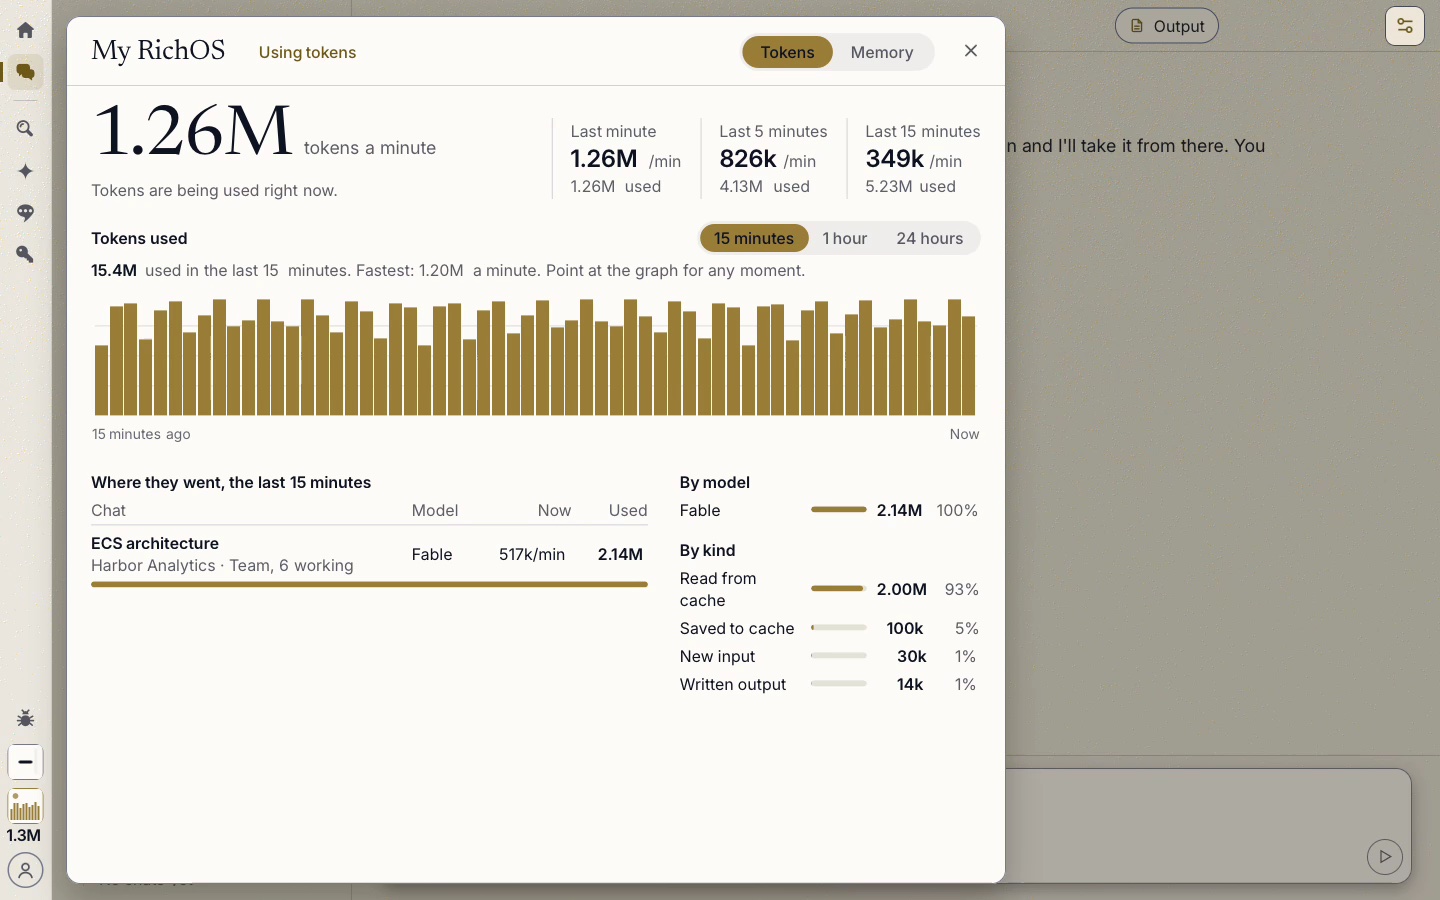 My RichOS
Using tokens
Tokens
Memory
Output
1.26M tokens a minute
Tokens are being used right now.
Last minute
1.26M /min
1.26M used
Last 5 minutes
826k /min
4.13M used
Last 15 minutes
349k /min
5.23M used
n and I'll take it from there. You
Tokens used
15 minutes
1 hour
24 hours
15.4M used in the last 15 minutes. Fastest: 1.20M a minute. Point at the graph for any moment.
15 minutes ago
Now
Where they went, the last 15 minutes
Chat Model Now Used
ECS architecture
Harbor Analytics · Team, 6 working
Fable 517k/min 2.14M
By model
Fable 2.14M 100%
By kind
Read from
cache
2.00M 93%
Saved to cache 100k 5%
New input 30k 1%
Written output 14k 1%
1.3M